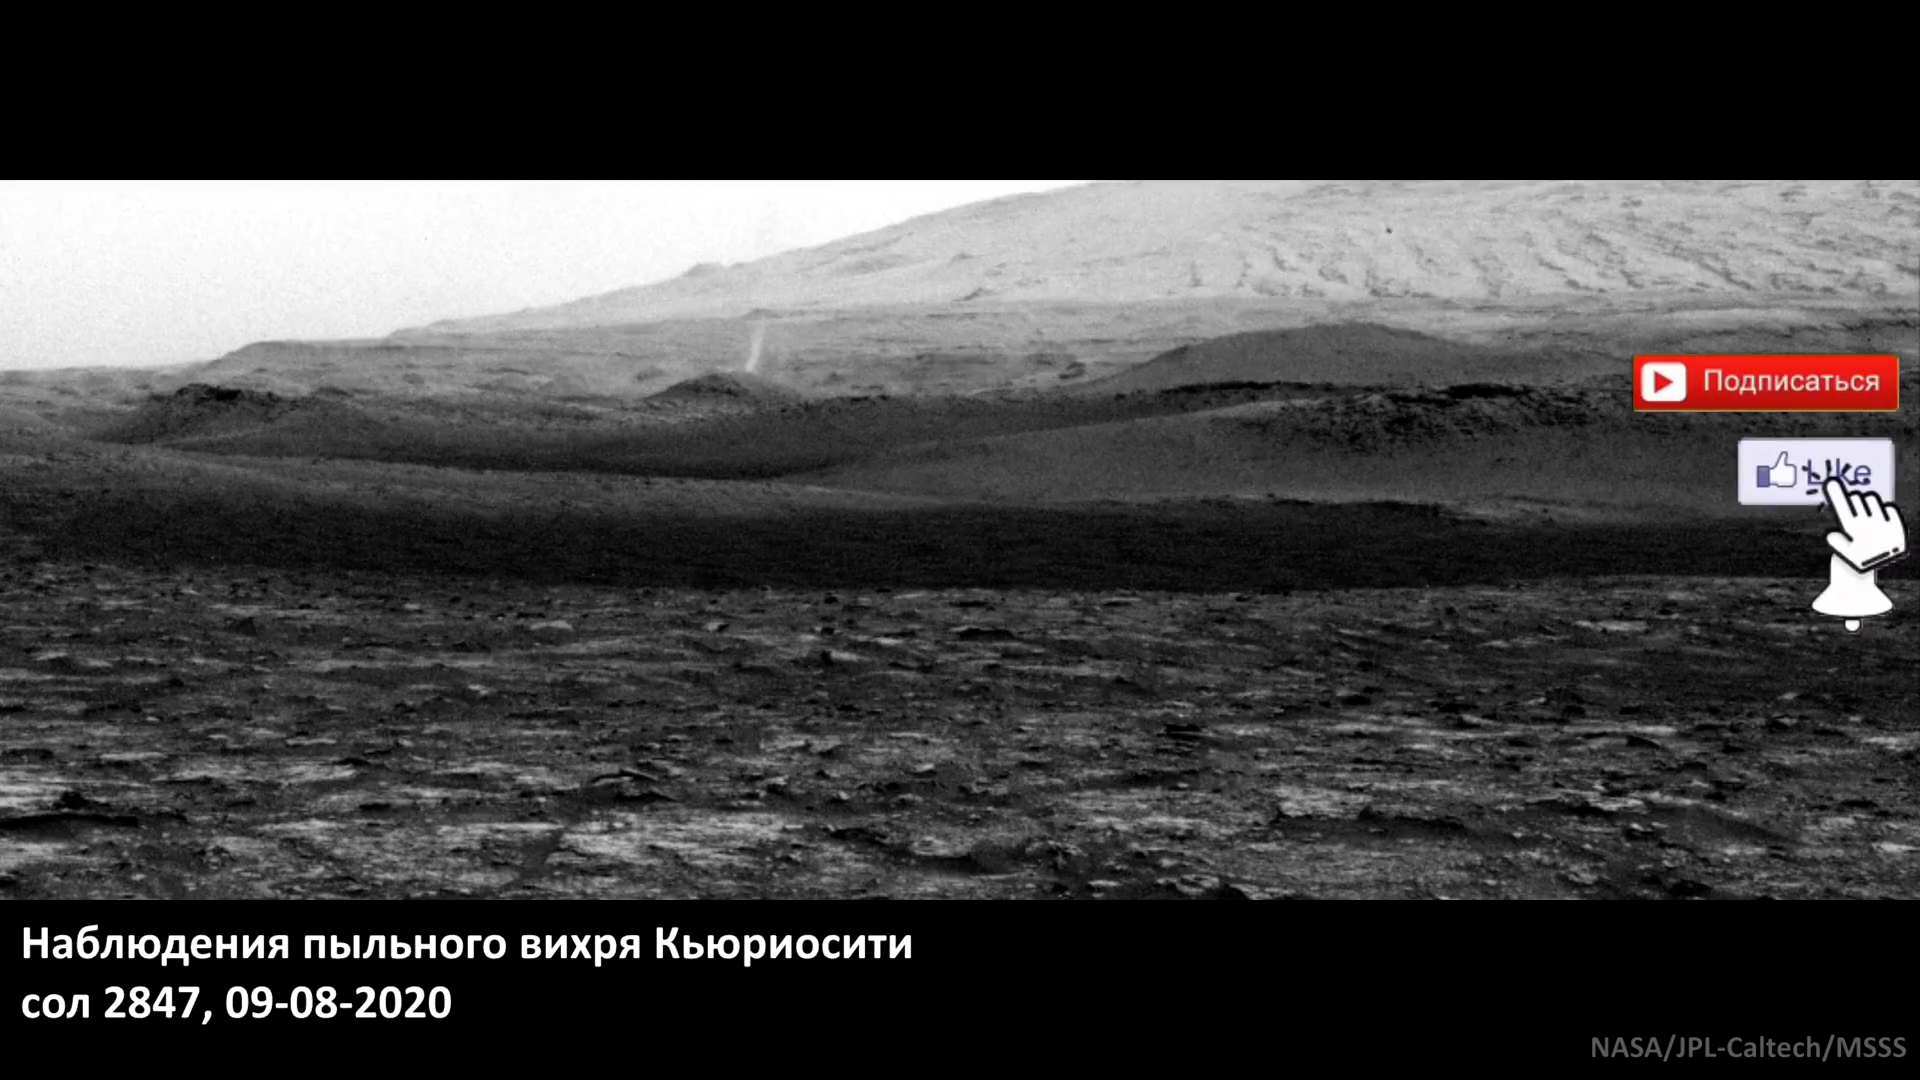 Подписаться
Like
Наблюдения пыльного вихря Кьюриосити
сол 2847, 09-08-2020
NASA/JPL-Caltech/MSSS